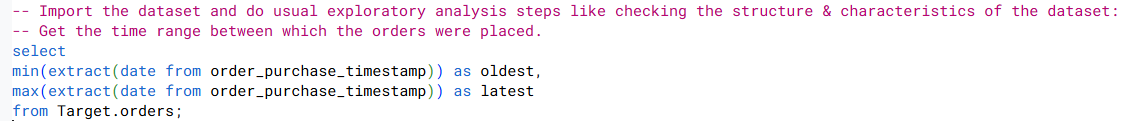 -- Import the dataset and do usual exploratory analysis steps like checking the structure & characteristics of the dataset:
-- Get the time range between which the orders were placed.
select
min(extract(date from order_purchase_timestamp)) as oldest,
max(extract(date from order_purchase_timestamp)) as latest
from Target.orders;